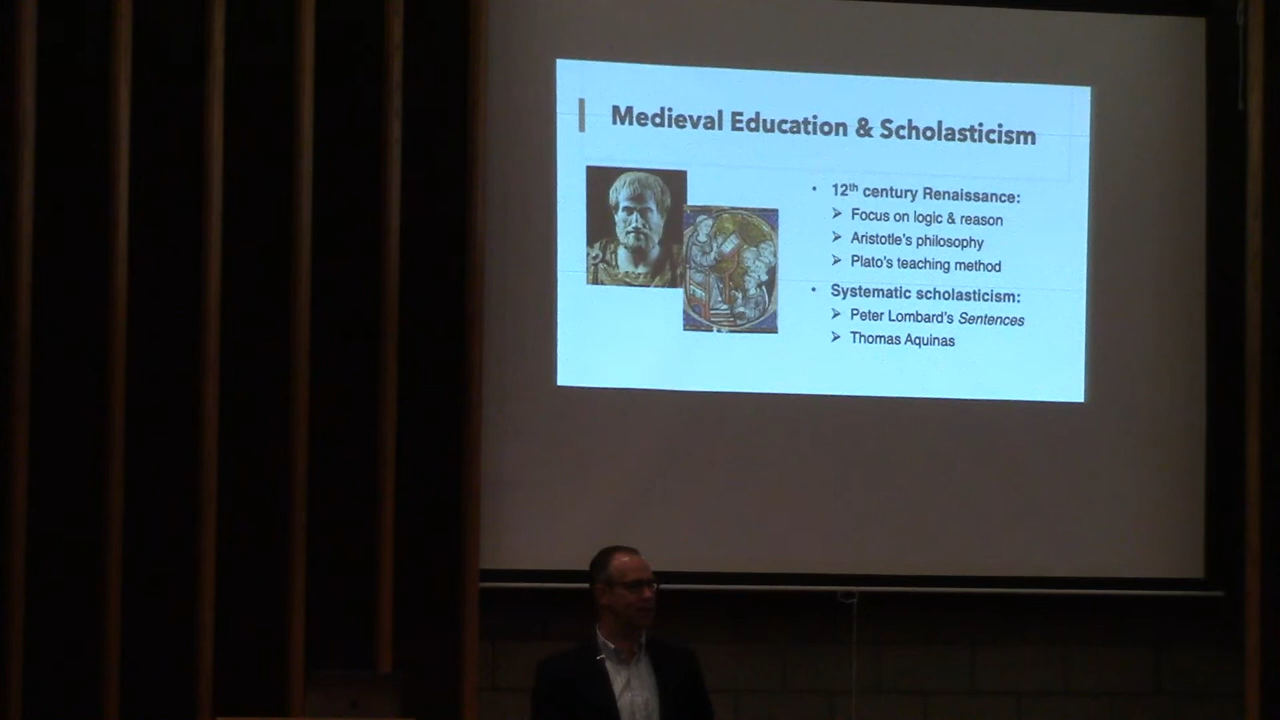 Medieval Education & Scholasticism
• 12th century Renaissance:
➢ Focus on logic & reason
➢ Aristotle's philosophy
➢ Plato's teaching method
• Systematic scholasticism:
➢ Peter Lombard's Sentences
➢ Thomas Aquinas